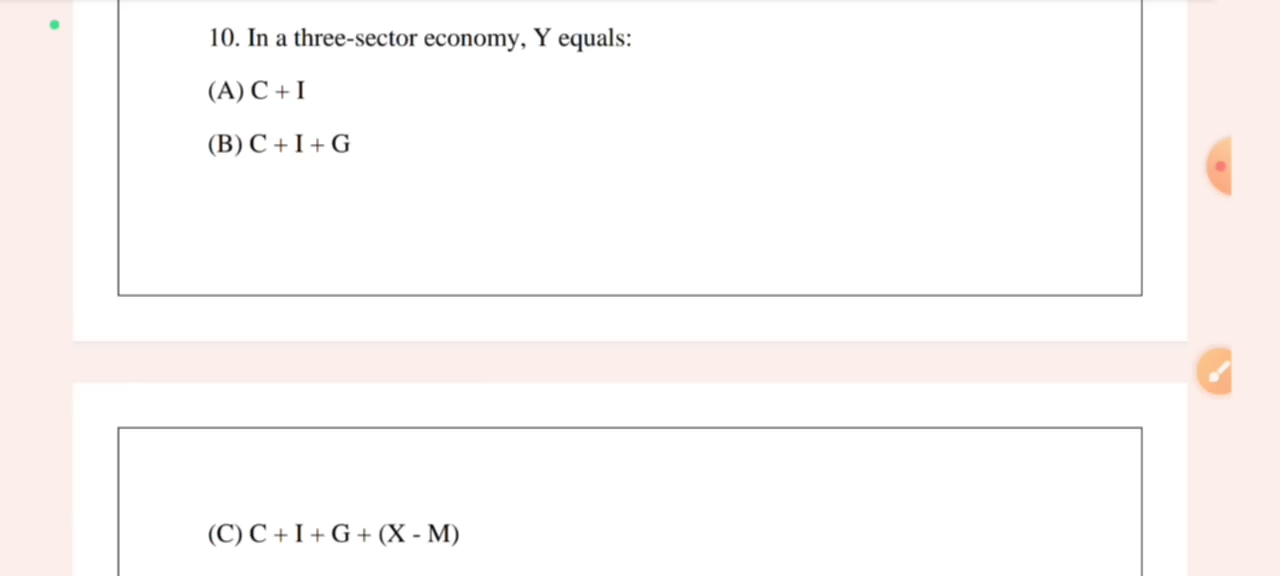 10. In a three-sector economy, Y equals:
(A) C + I
(B) C + I + G
(C) C + I + G + (X - M)